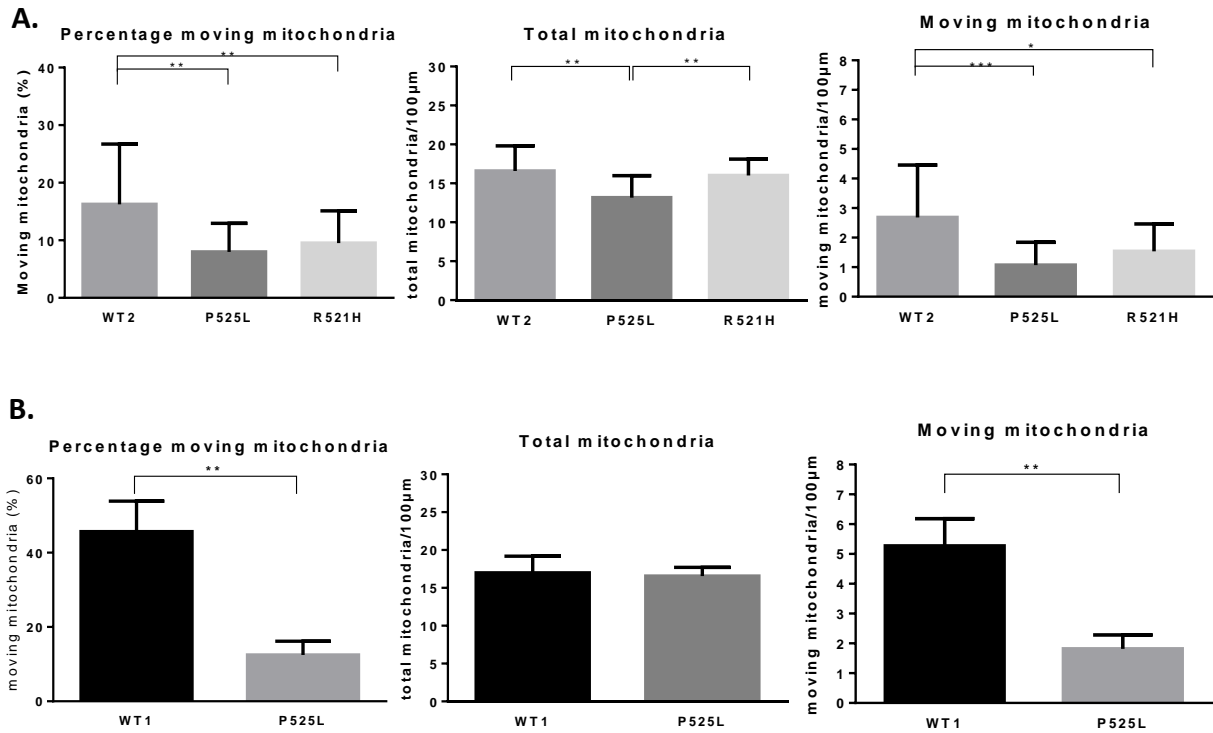 A.
Percentage moving mitochondria
Moving mitochondria (%)
40
30
20
10
0
**
**
WT2
P525L
R521H
Total mitochondria
total mitochondria/100µm
30
25
20
15
10
5
0
**
**
WT2
P525L
R521H
Moving mitochondria
moving mitochondria/100µm
8
7
6
5
4
3
2
1
0
*
***
WT2
P525L
R521H
B.
Percentage moving mitochondria
moving mitochondria (%)
60
40
20
0
**
WT1
P525L
Total mitochondria
total mitochondria/100µm
30
25
20
15
10
5
0
WT1
P525L
Moving mitochondria
moving mitochondria/100µm
8
7
6
5
4
3
2
1
0
**
WT1
P525L